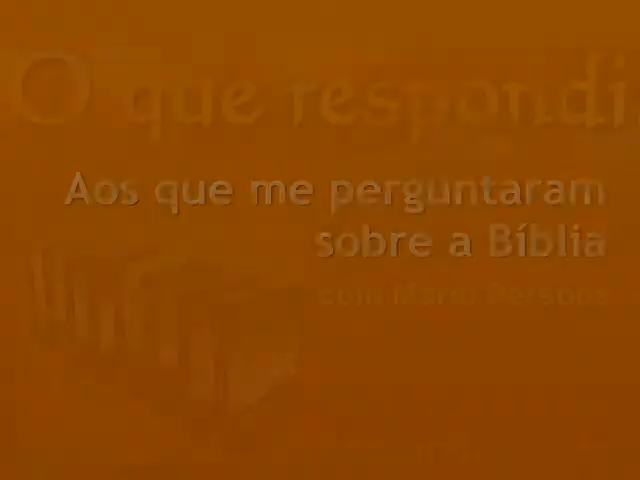 O que respondi
Aos que me perguntaram
sobre a Bíblia
com Mario Persona